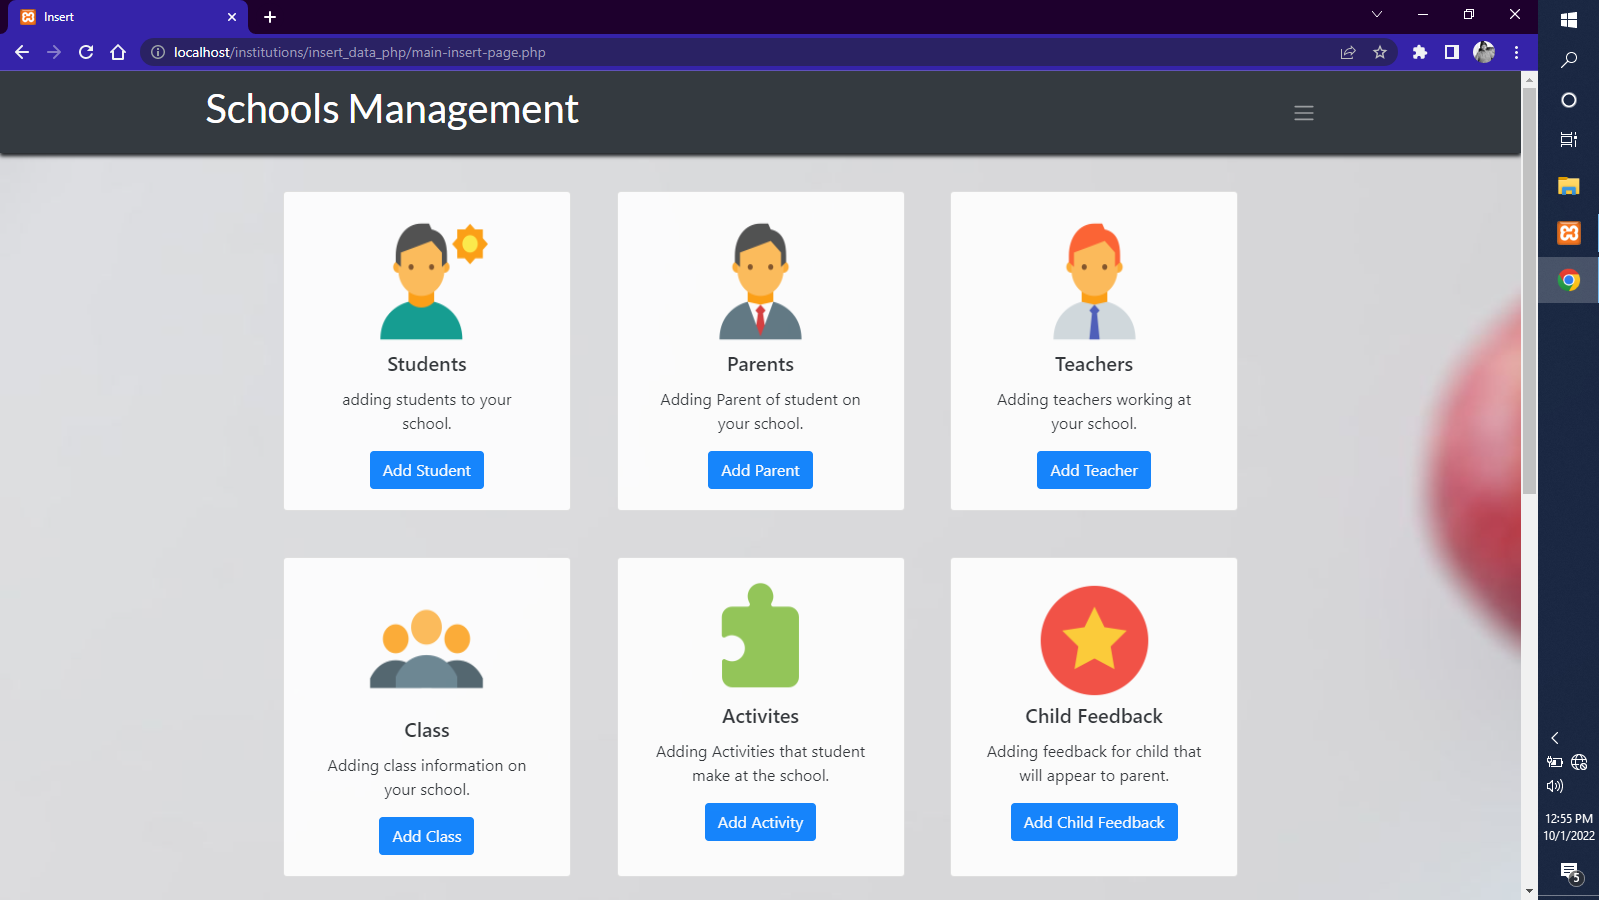 Insert
localhost/institutions/insert_data_php/main-insert-page.php
Schools Management
Students
adding students to your
school.
Add Student
Parents
Adding Parent of student on
your school.
Add Parent
Teachers
Adding teachers working at
your school.
Add Teacher
Class
Adding class information on
your school.
Add Class
Activites
Adding Activities that student
make at the school.
Add Activity
Child Feedback
Adding feedback for child that
will appear to parent.
Add Child Feedback
12:55 PM
10/1/2022
5